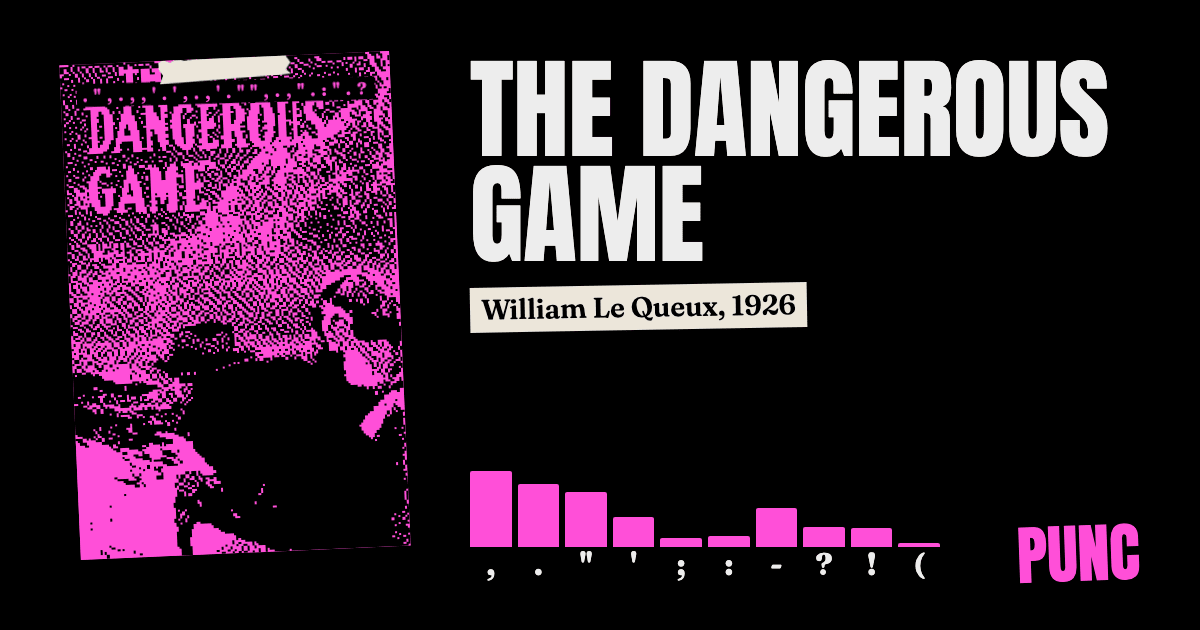 ",.,;'.',;,'."",.,".:".?
DANGEROUS
GAME
THE DANGEROUS
GAME
William Le Queux, 1926
, . " ' ; : - ? ! (
PUNC